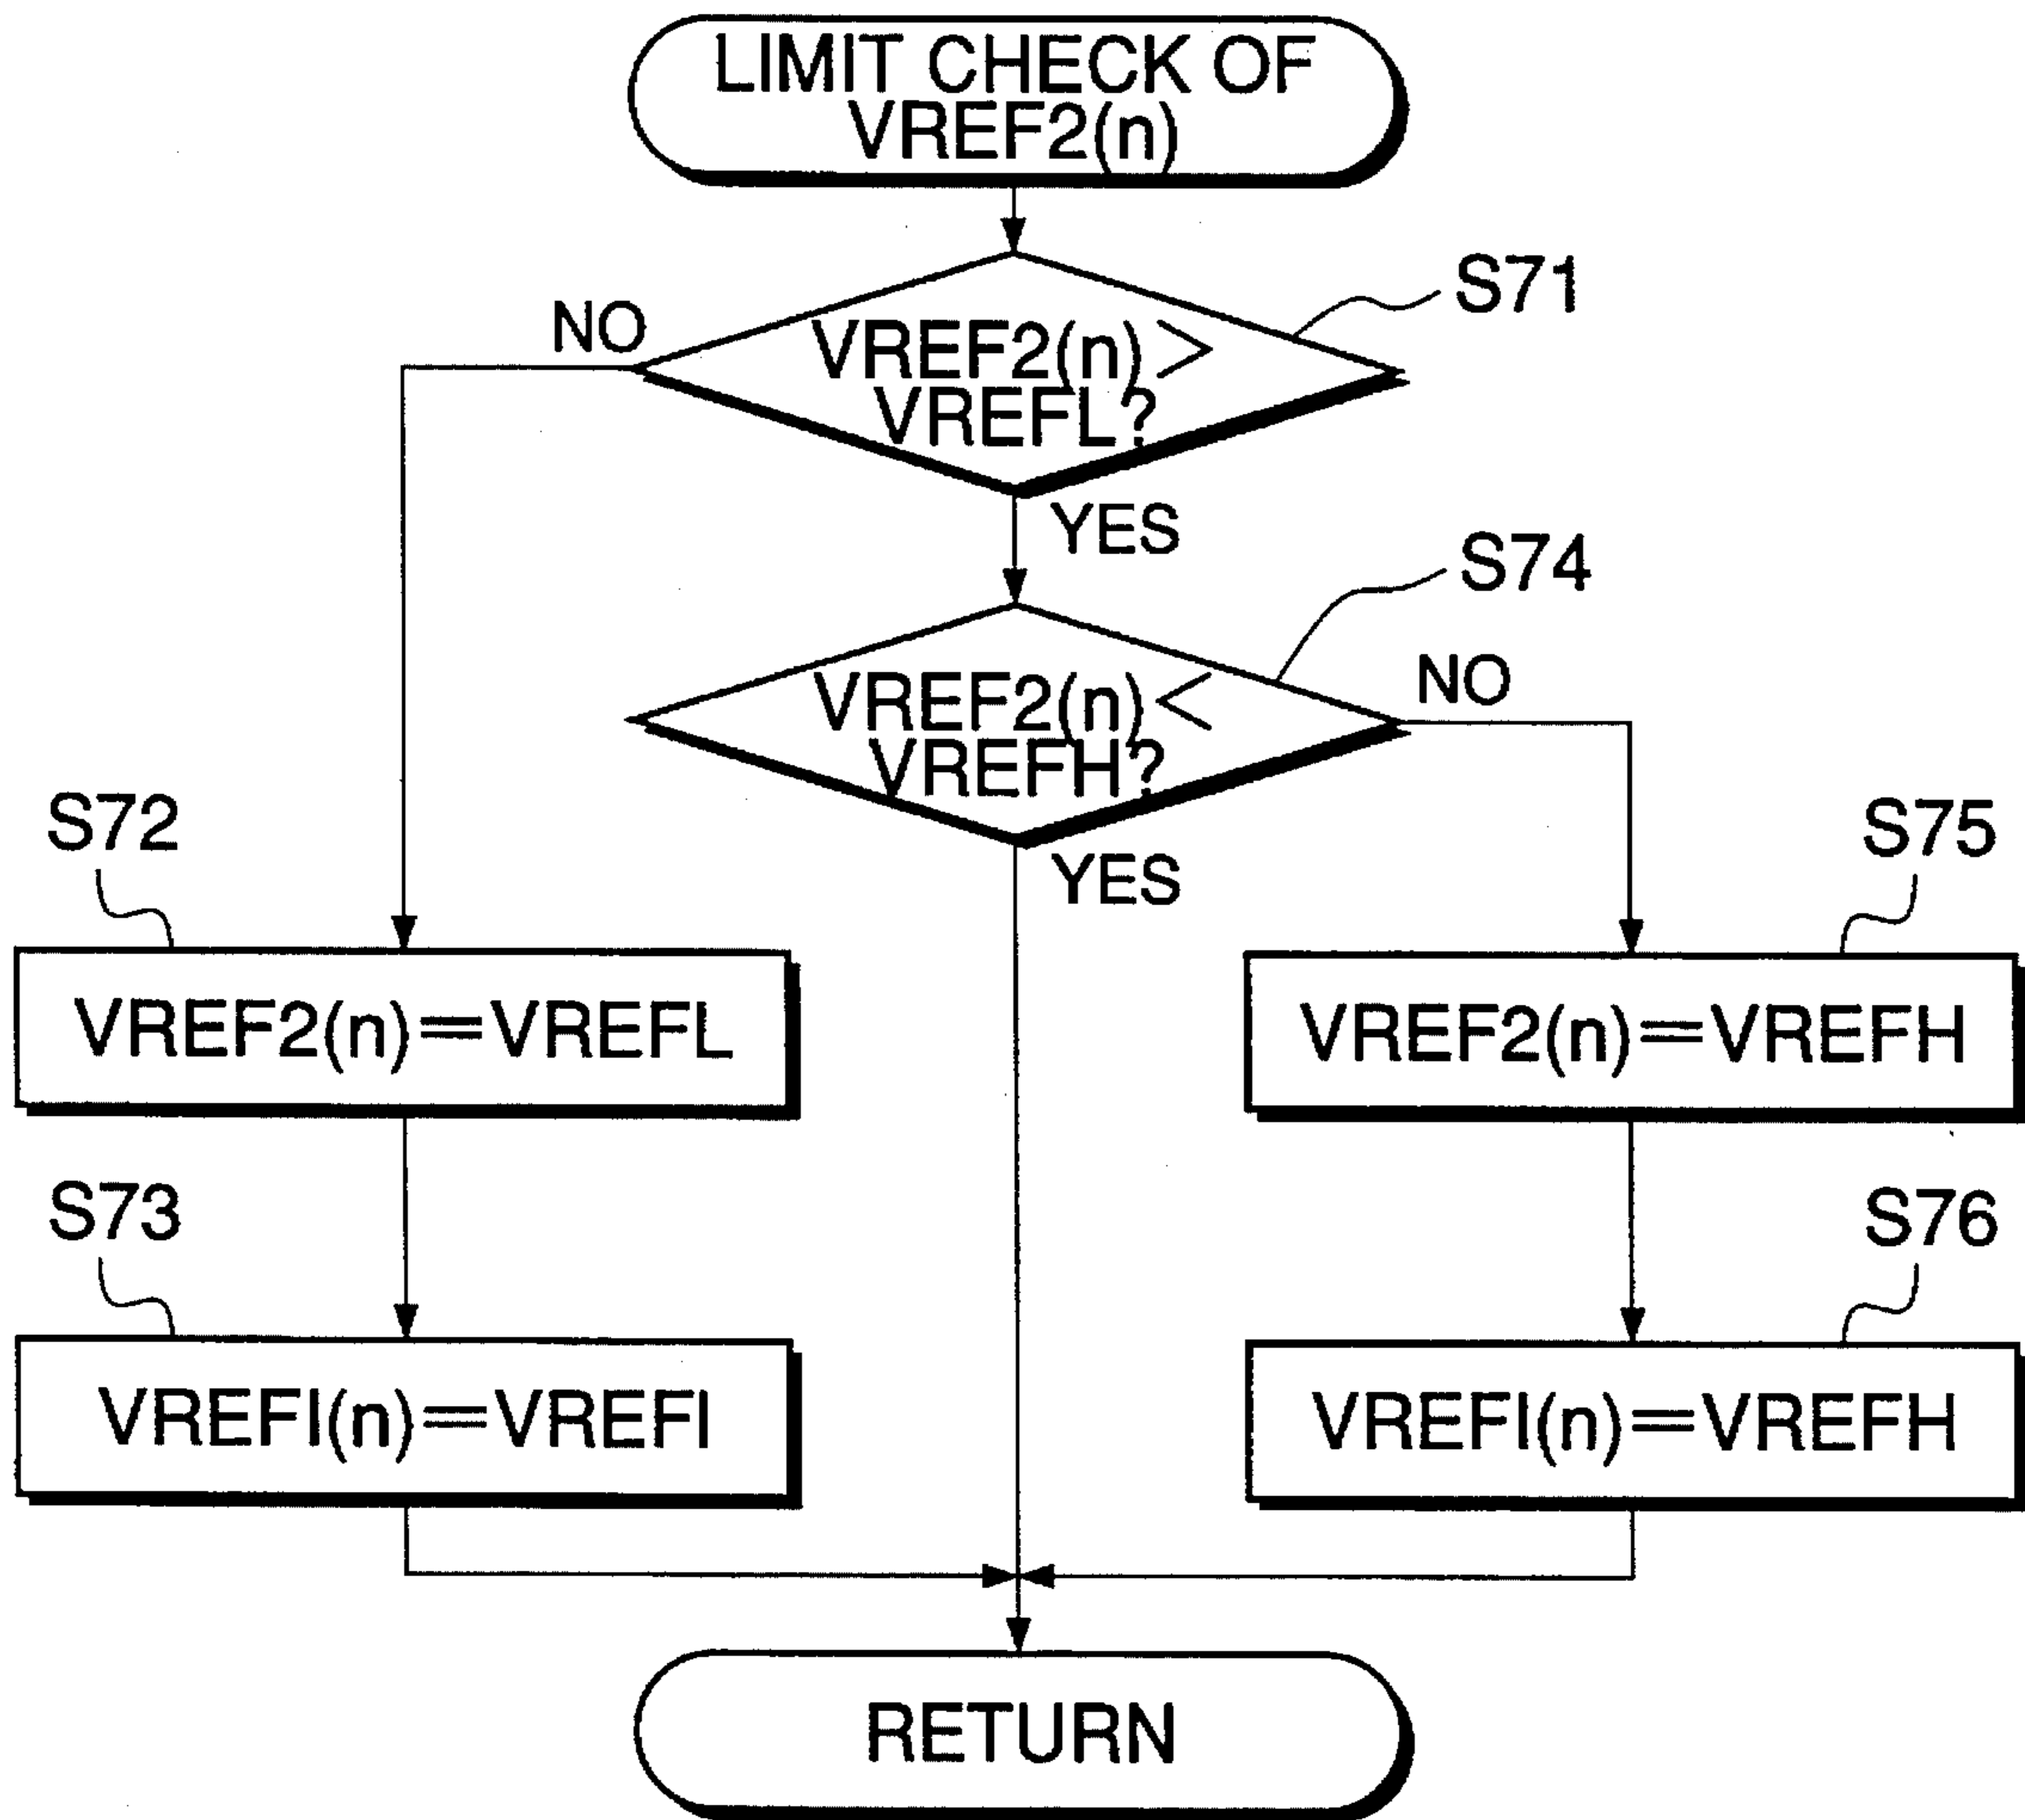 LIMIT CHECK OF
VREF2(n)
S71
NO
VREF2(n)>
VREFL?
YES
S74
NO
VREF2(n)<
VREFH?
YES
S72
S75
VREF2(n)=VREFL
VREF2(n)=VREFH
S73
S76
VREFI(n)=VREFI
VREFI(n)=VREFH
RETURN